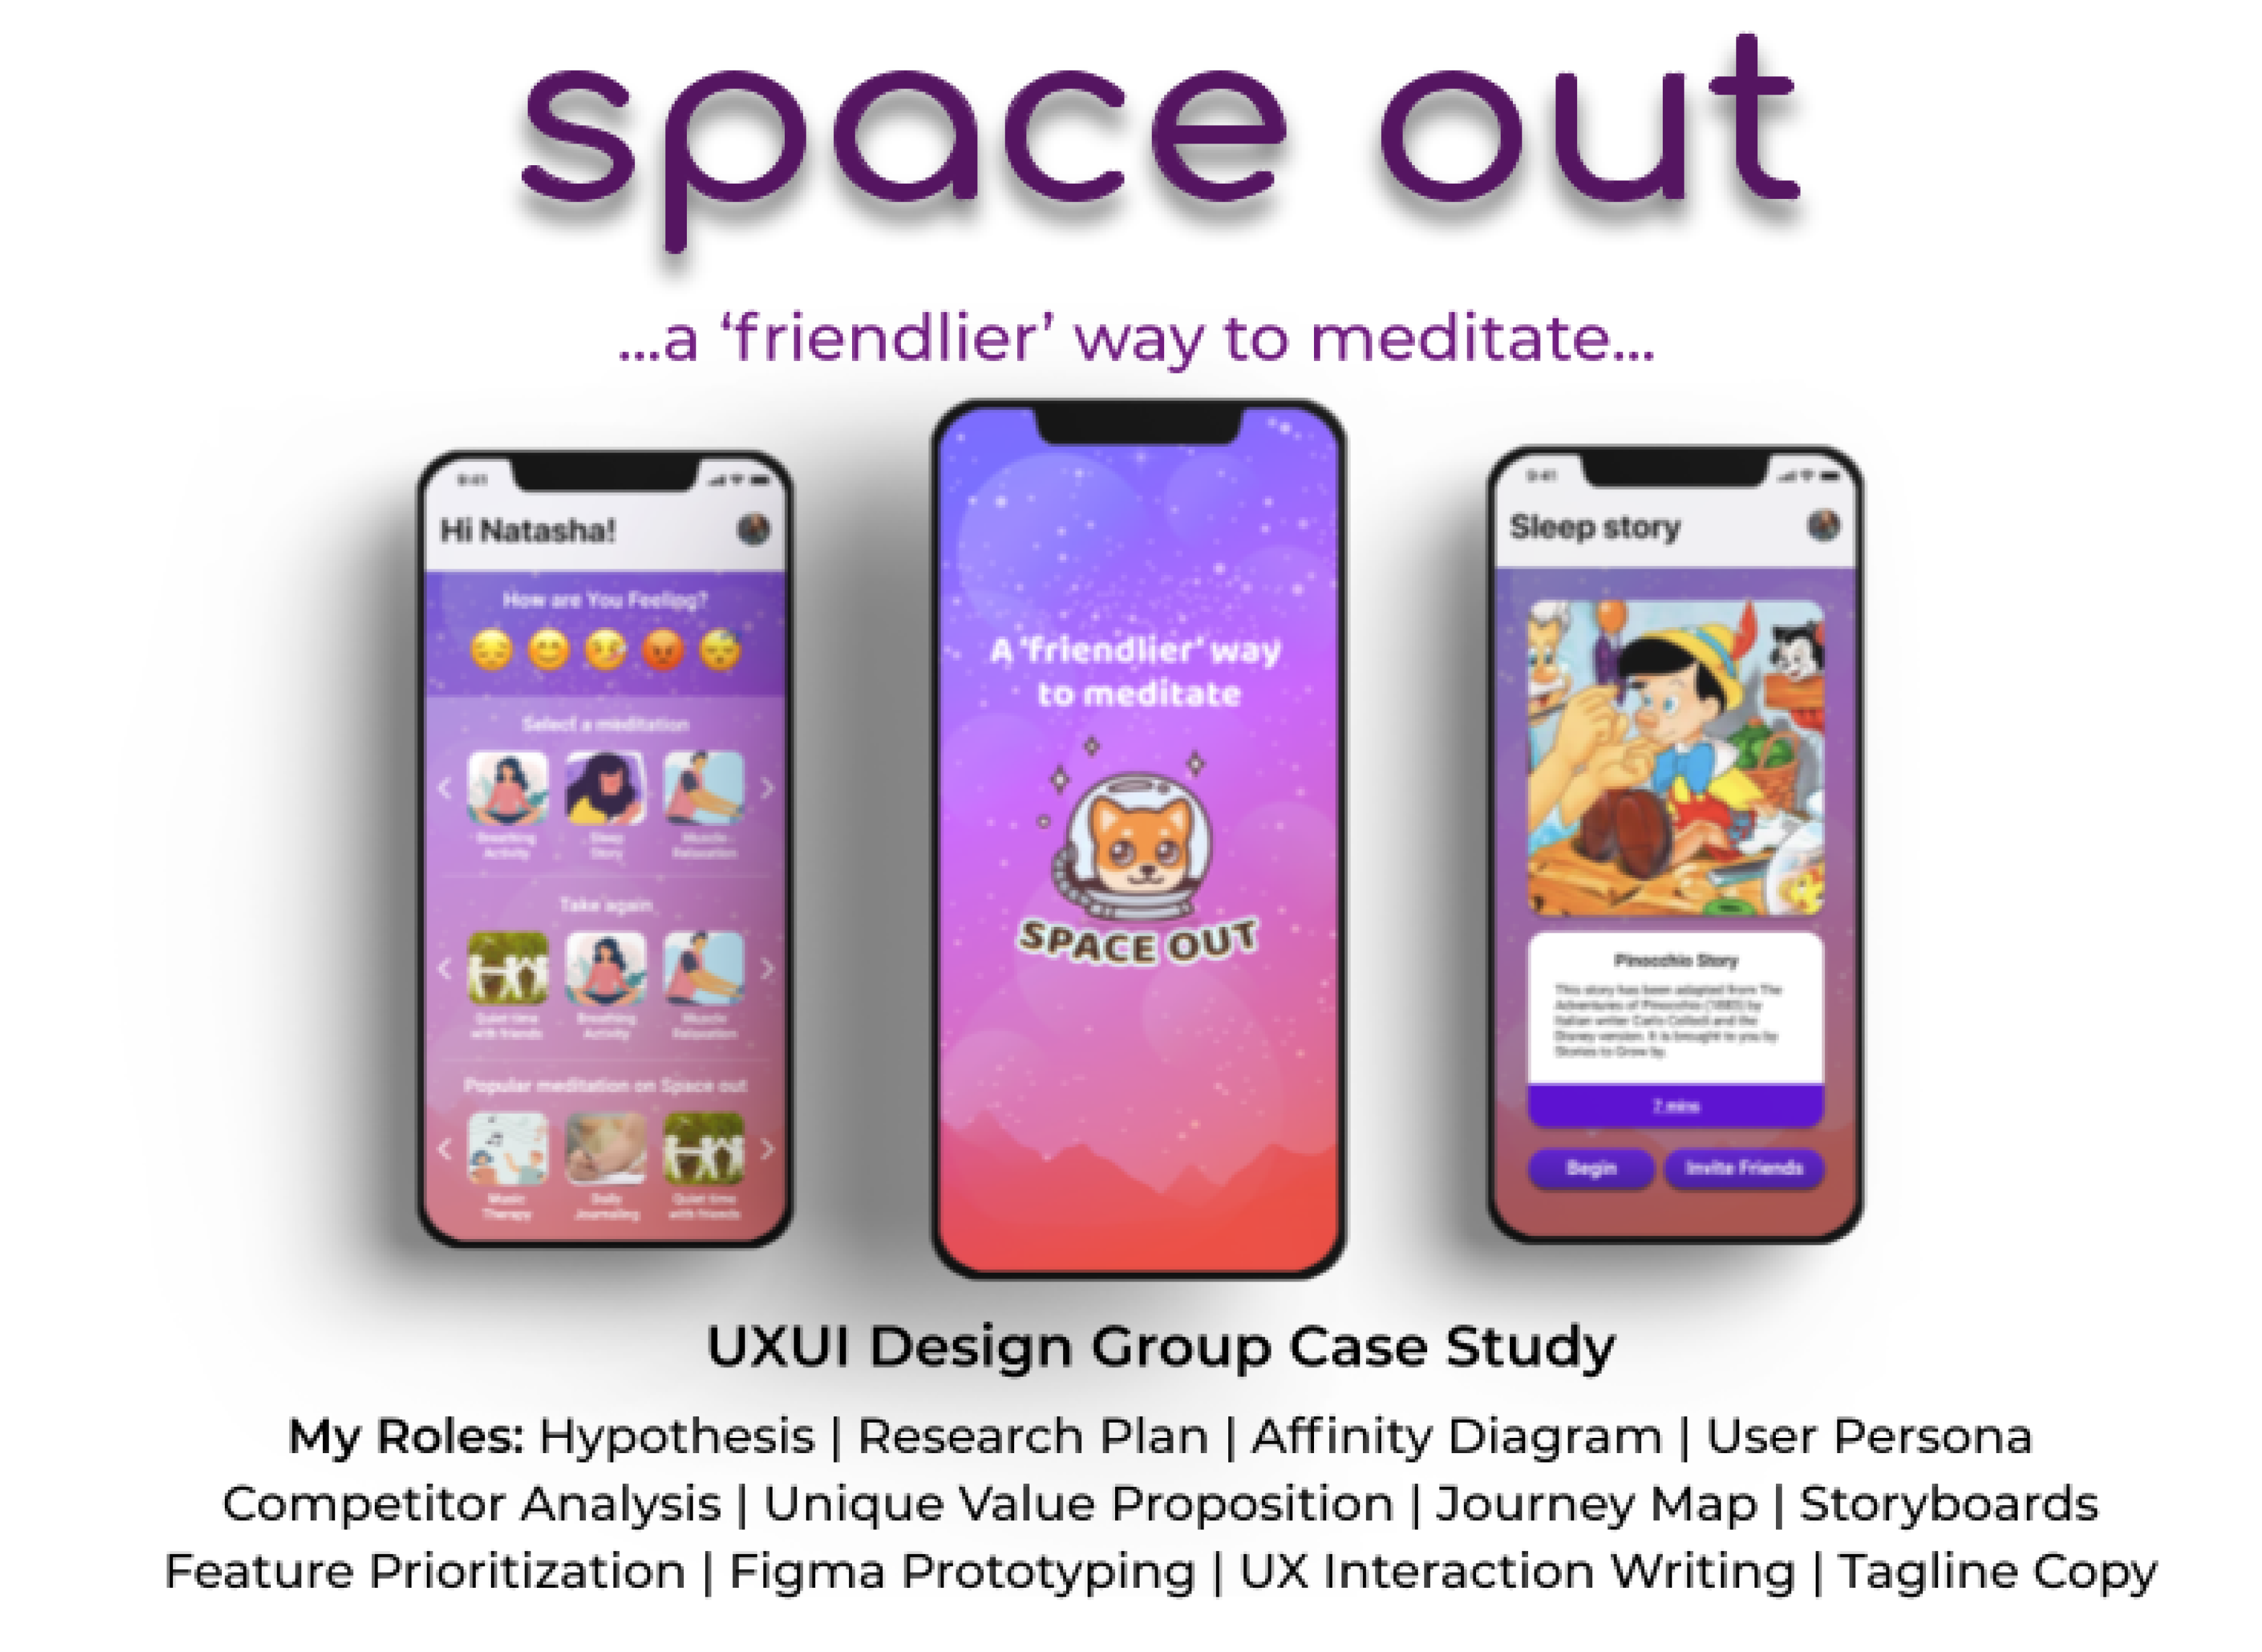 space out
...a ‘friendlier’ way to meditate...
9:41
Hi Natasha!
How are You Feeling?
Select a meditation
Breathing Activity
Sleep Story
Muscle Relaxation
Take again
Quiet time with friends
Breathing Activity
Muscle Relaxation
Popular meditation on Space out
Music Therapy
Daily Journaling
Quiet time with friends
A ‘friendlier’ way
to meditate
SPACE OUT
9:41
Sleep story
Pinocchio Story
This story has been adapted from The
Adventures of Pinocchio (1883) by
Italian writer Carlo Collodi and the
Disney version. It is brought to you by
Stories to Grow by.
7 mins
Begin
Invite Friends
UXUI Design Group Case Study
My Roles: Hypothesis | Research Plan | Affinity Diagram | User Persona
Competitor Analysis | Unique Value Proposition | Journey Map | Storyboards
Feature Prioritization | Figma Prototyping | UX Interaction Writing | Tagline Copy